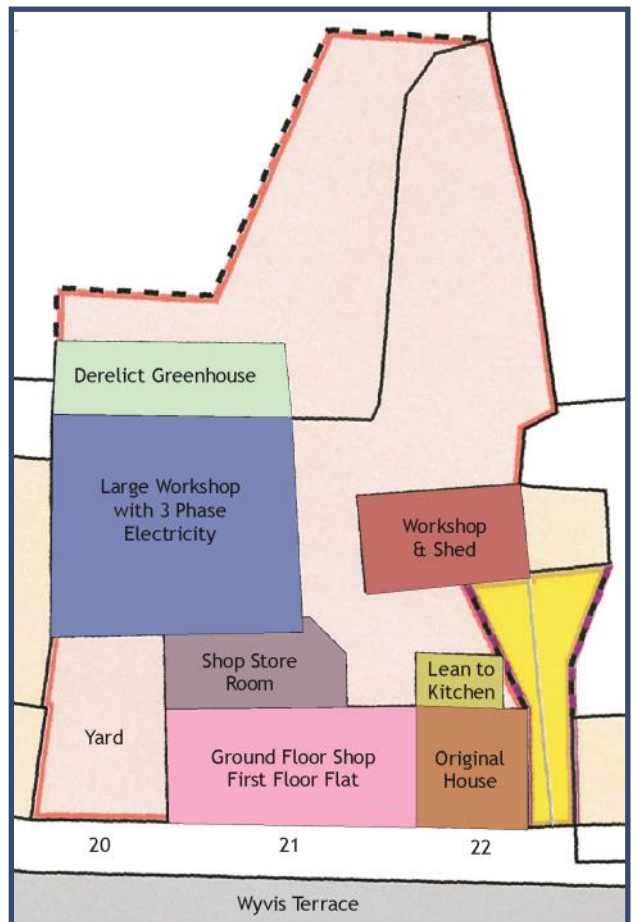 Derelict Greenhouse
Large Workshop
with 3 Phase
Electricity
Workshop
& Shed
Shop Store
Room
Lean to
Kitchen
Yard
Ground Floor Shop
First Floor Flat
Original
House
20
21
22
Wyvis Terrace